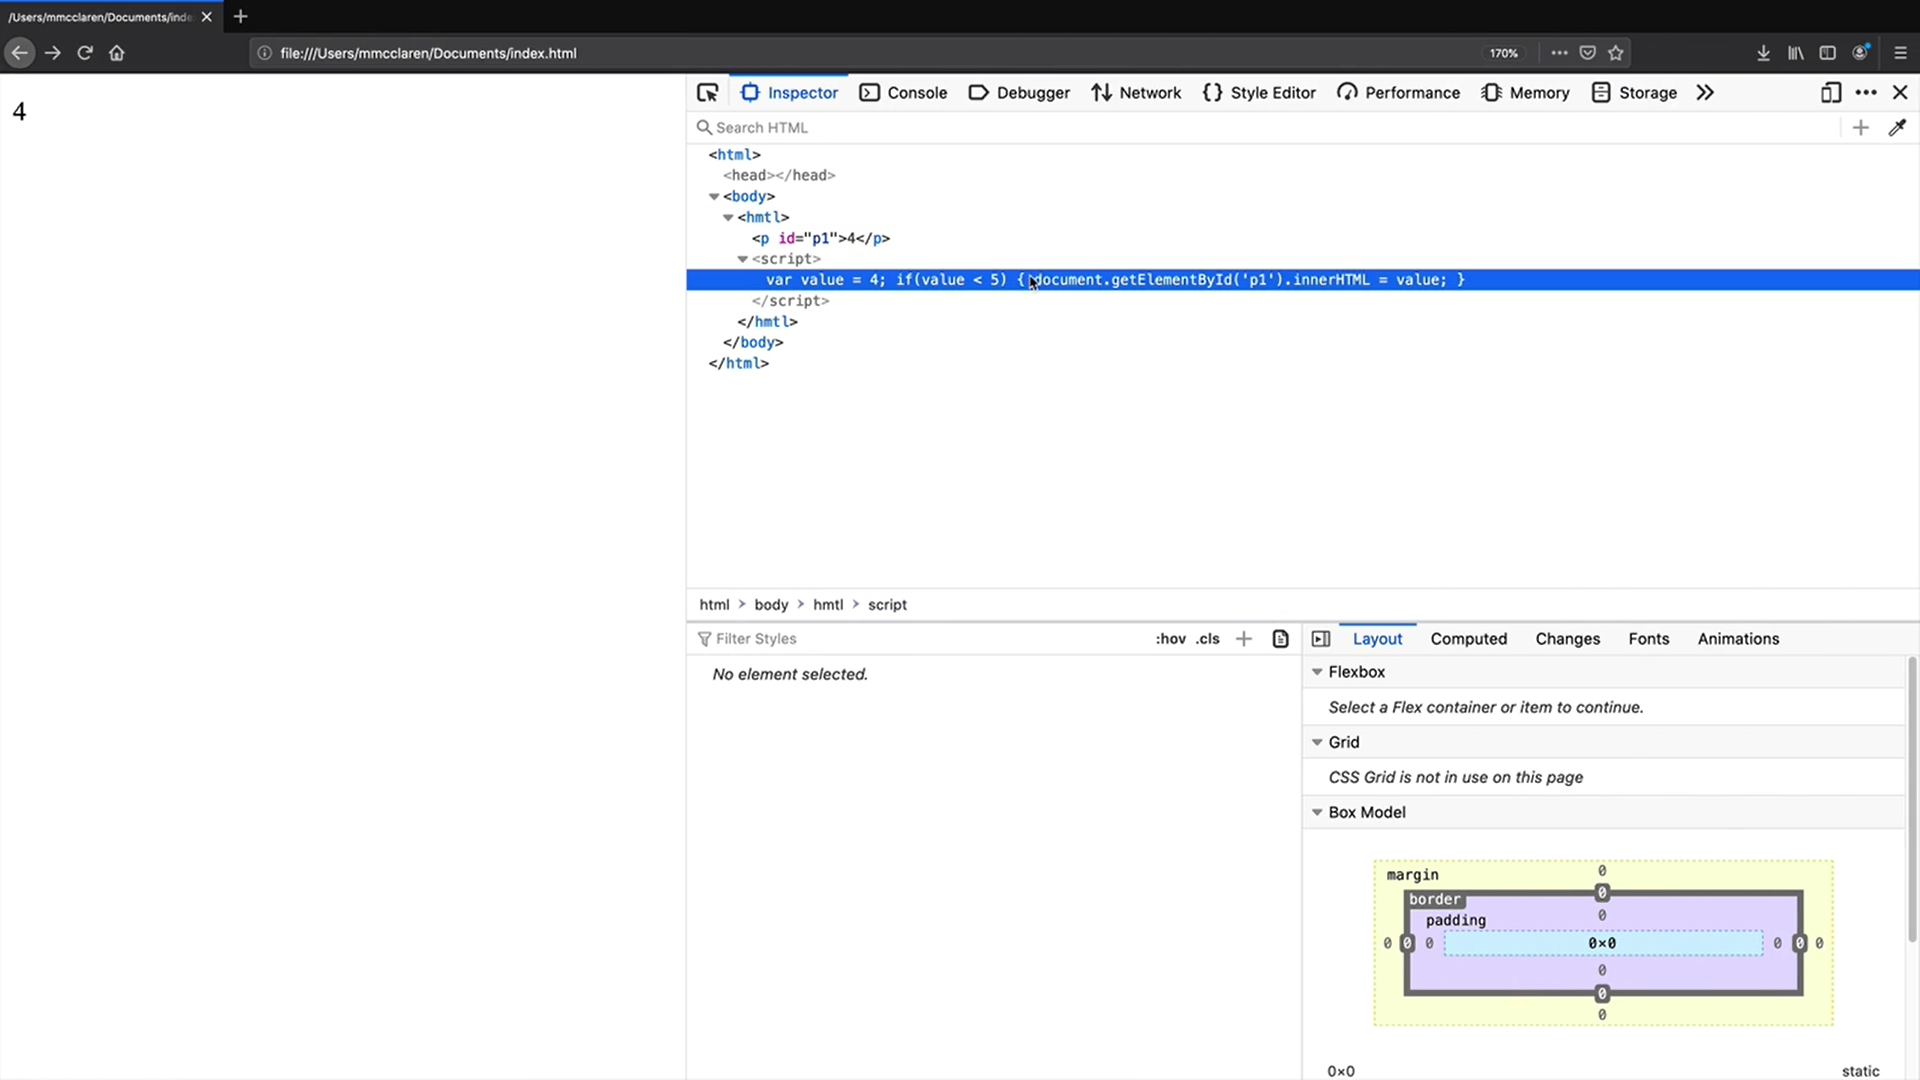 /Users/mmcclaren/Documents/inde
file:///Users/mmcclaren/Documents/index.html
170%
4
Inspector Console Debugger Network Style Editor Performance Memory Storage
Search HTML
<html>
<head></head>
<body>
<hmtl>
<p id="p1">4</p>
<script>
var value = 4; if(value < 5) { document.getElementById('p1').innerHTML = value; }
</script>
</hmtl>
</body>
</html>
html > body > hmtl > script
Filter Styles :hov .cls
Layout Computed Changes Fonts Animations
No element selected.
Flexbox
Select a Flex container or item to continue.
Grid
CSS Grid is not in use on this page
Box Model
margin 0
border 0
padding 0
0 0 0 0×0 0 0 0
0
0
0
0×0 static